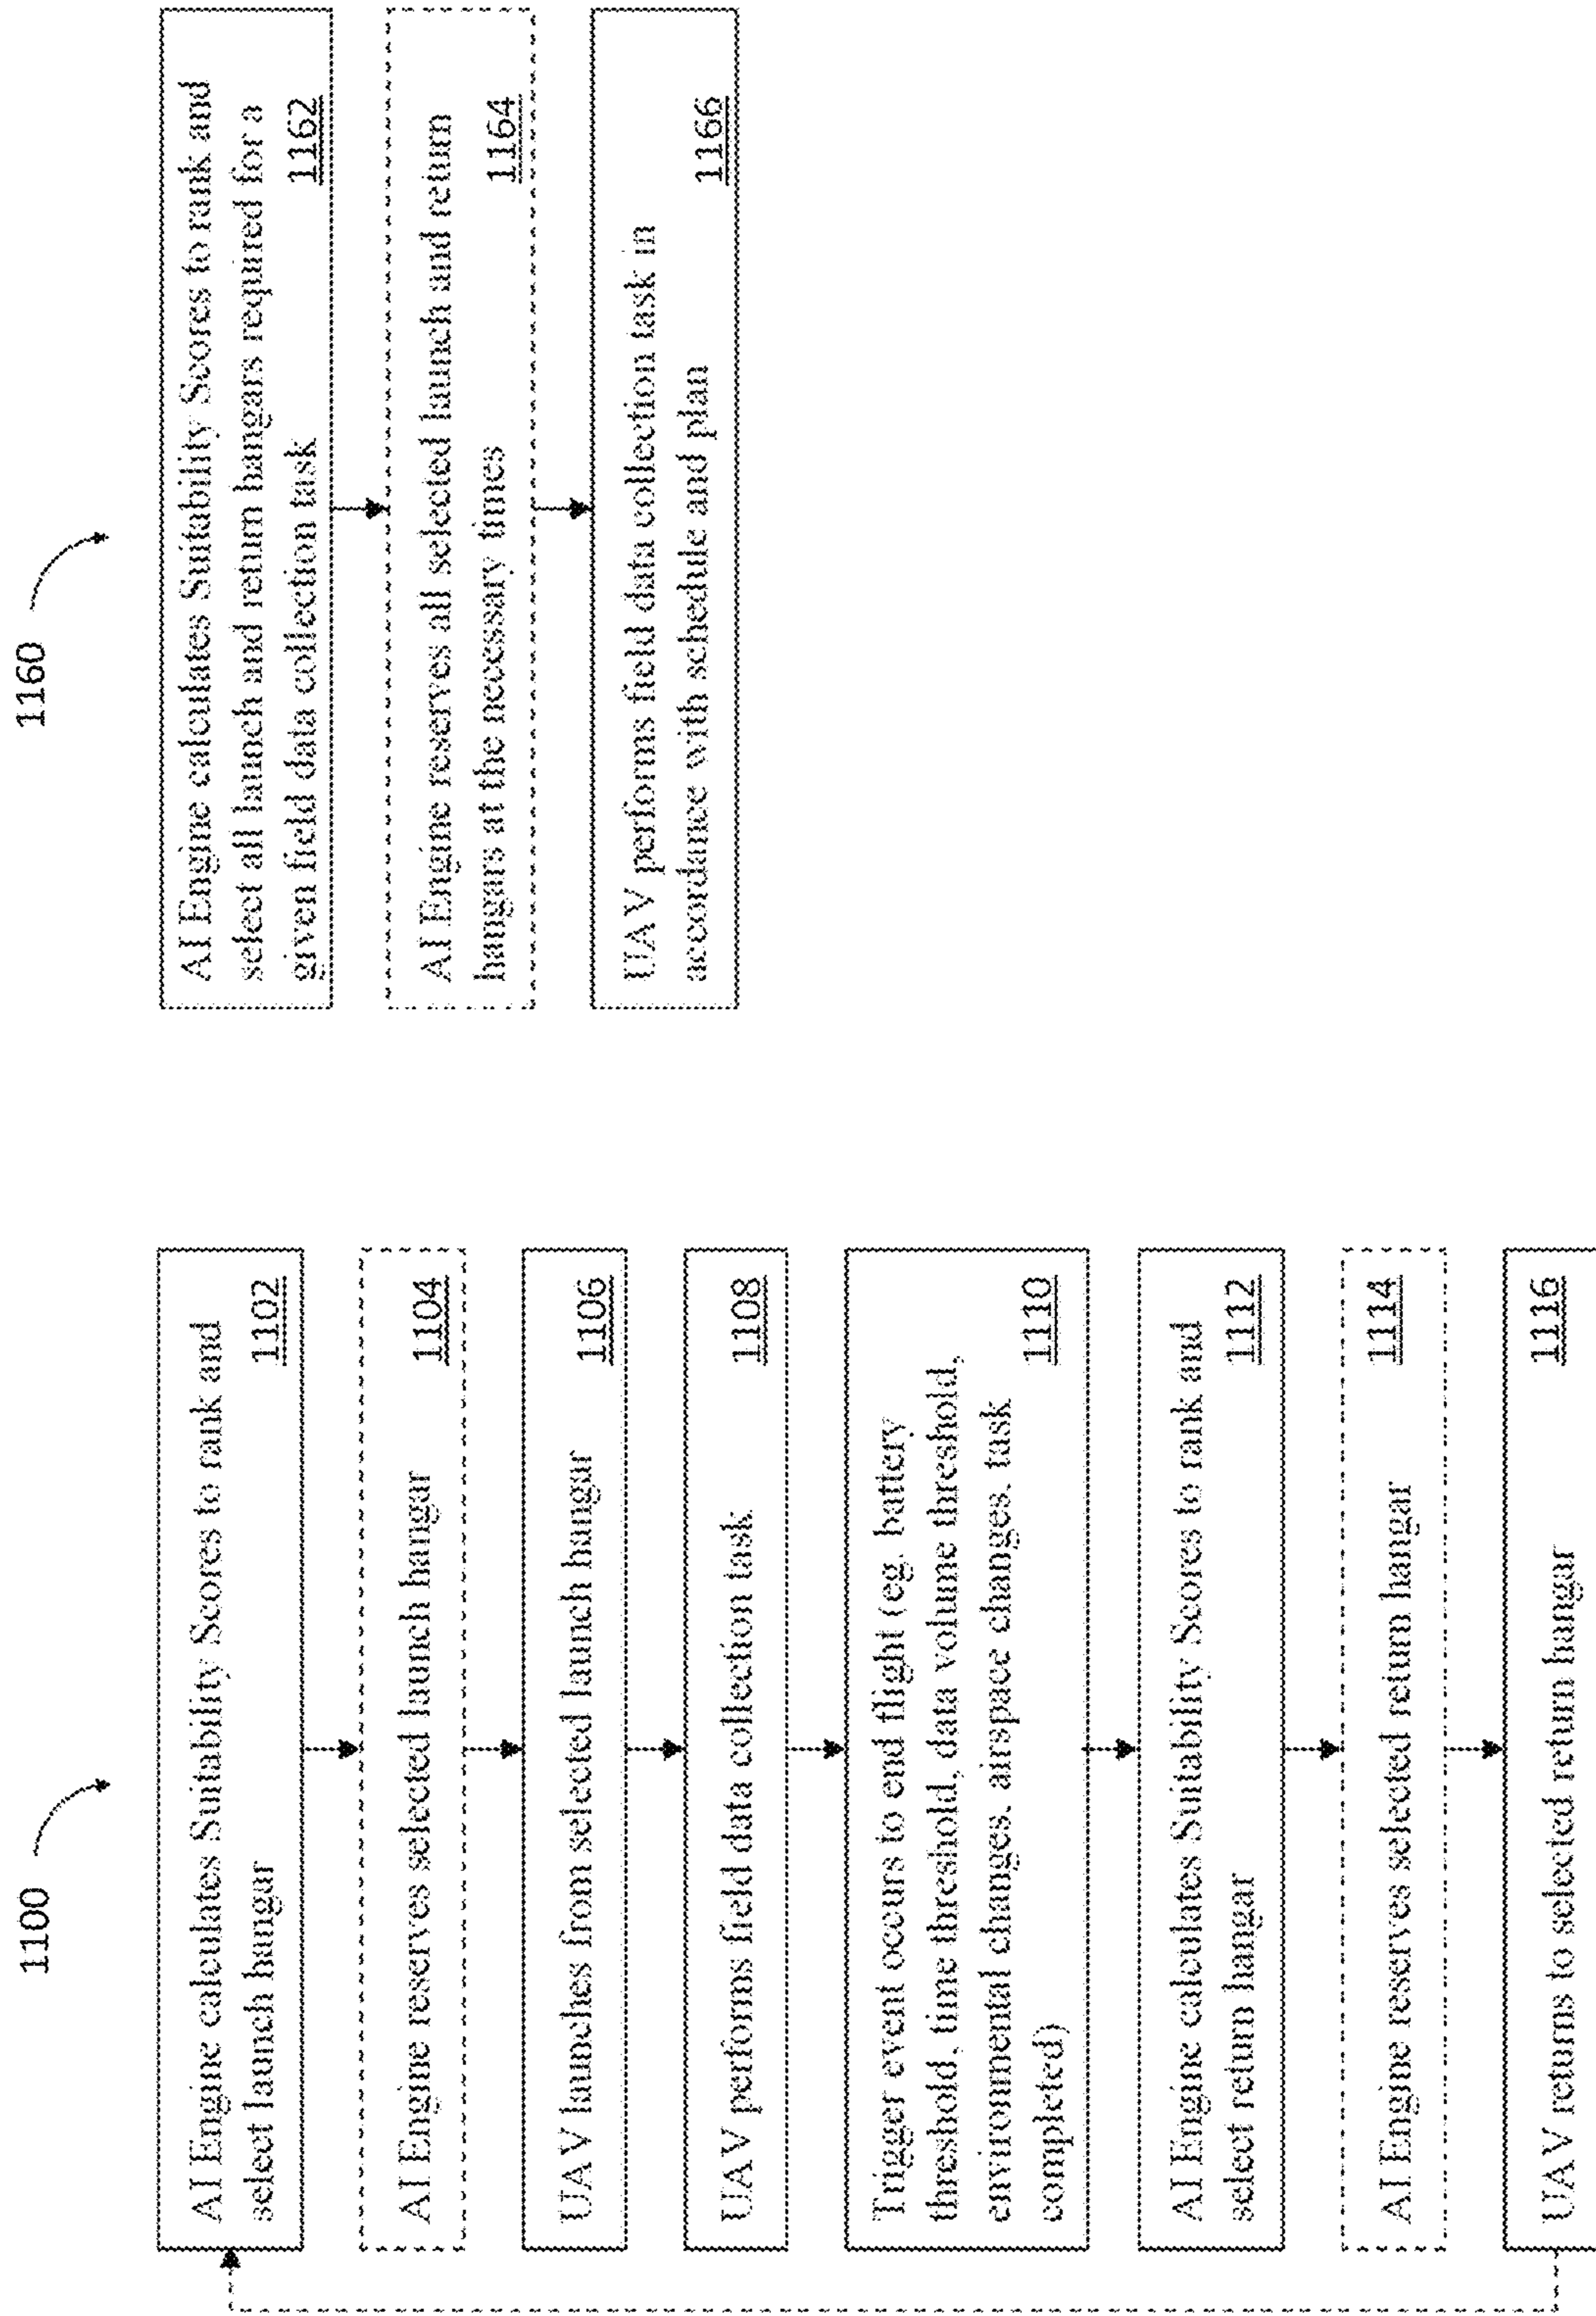 1100
AI Engine calculates Suitability Scores to rank and
select launch hangar
1102
AI Engine reserves selected launch hangar
1104
UAV launches from selected launch hangar
1106
UAV performs field data collection task
1108
Trigger event occurs to end flight (eg. battery
threshold, time threshold, data volume threshold,
environmental changes, airspace changes, task
completed)
1110
AI Engine calculates Suitability Scores to rank and
select return hangar
1112
AI Engine reserves selected return hangar
1114
UAV returns to selected return hangar
1116
1160
AI Engine calculates Suitability Scores to rank and
select all launch and return hangars required for a
given field data collection task
1162
AI Engine reserves all selected launch and return
hangars at the necessary times
1164
UAV performs field data collection task in
accordance with schedule and plan
1166